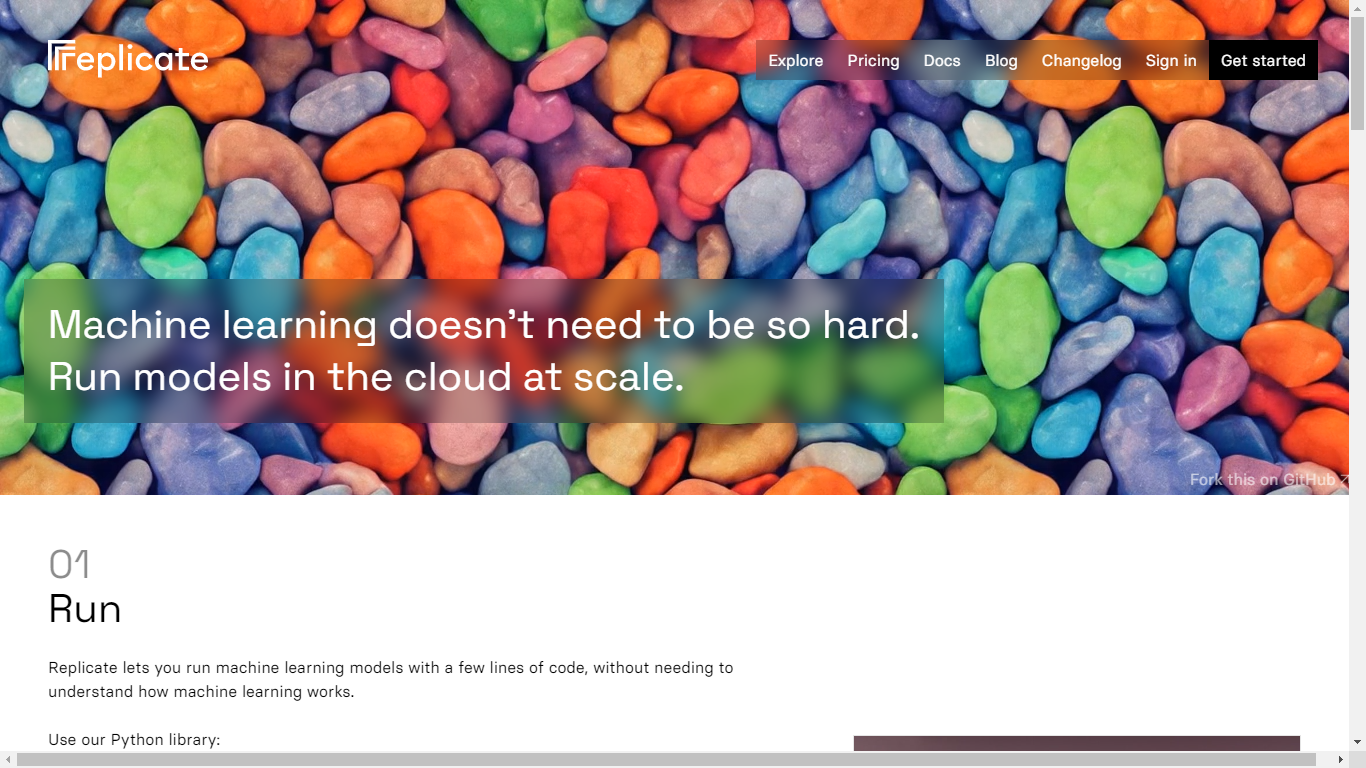 replicate
Explore Pricing Docs Blog Changelog Sign in Get started
Machine learning doesn’t need to be so hard.
Run models in the cloud at scale.
Fork this on GitHub
01
Run
Replicate lets you run machine learning models with a few lines of code, without needing to
understand how machine learning works.
Use our Python library: